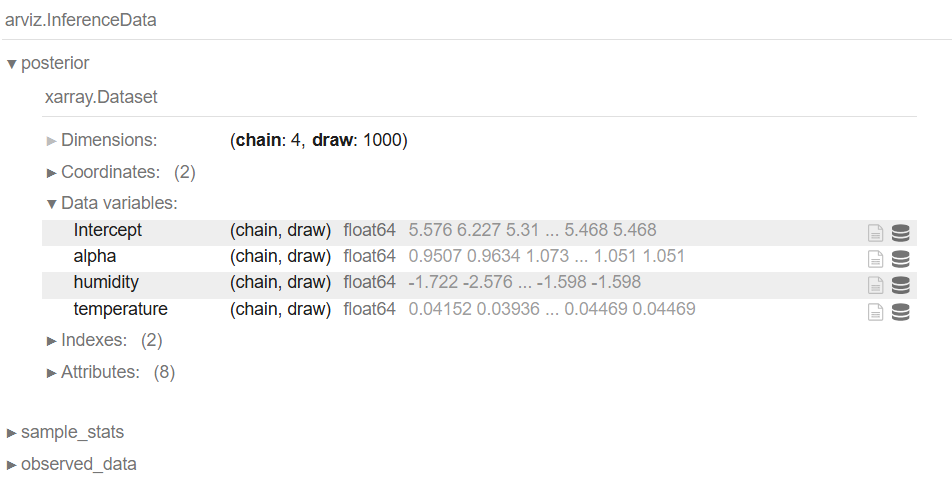 arviz.InferenceData
▼ posterior
xarray.Dataset
► Dimensions: (chain: 4, draw: 1000)
► Coordinates: (2)
▼ Data variables:
Intercept (chain, draw) float64 5.576 6.227 5.31 ... 5.468 5.468
alpha (chain, draw) float64 0.9507 0.9634 1.073 ... 1.051 1.051
humidity (chain, draw) float64 -1.722 -2.576 ... -1.598 -1.598
temperature (chain, draw) float64 0.04152 0.03936 ... 0.04469 0.04469
► Indexes: (2)
► Attributes: (8)
► sample_stats
► observed_data